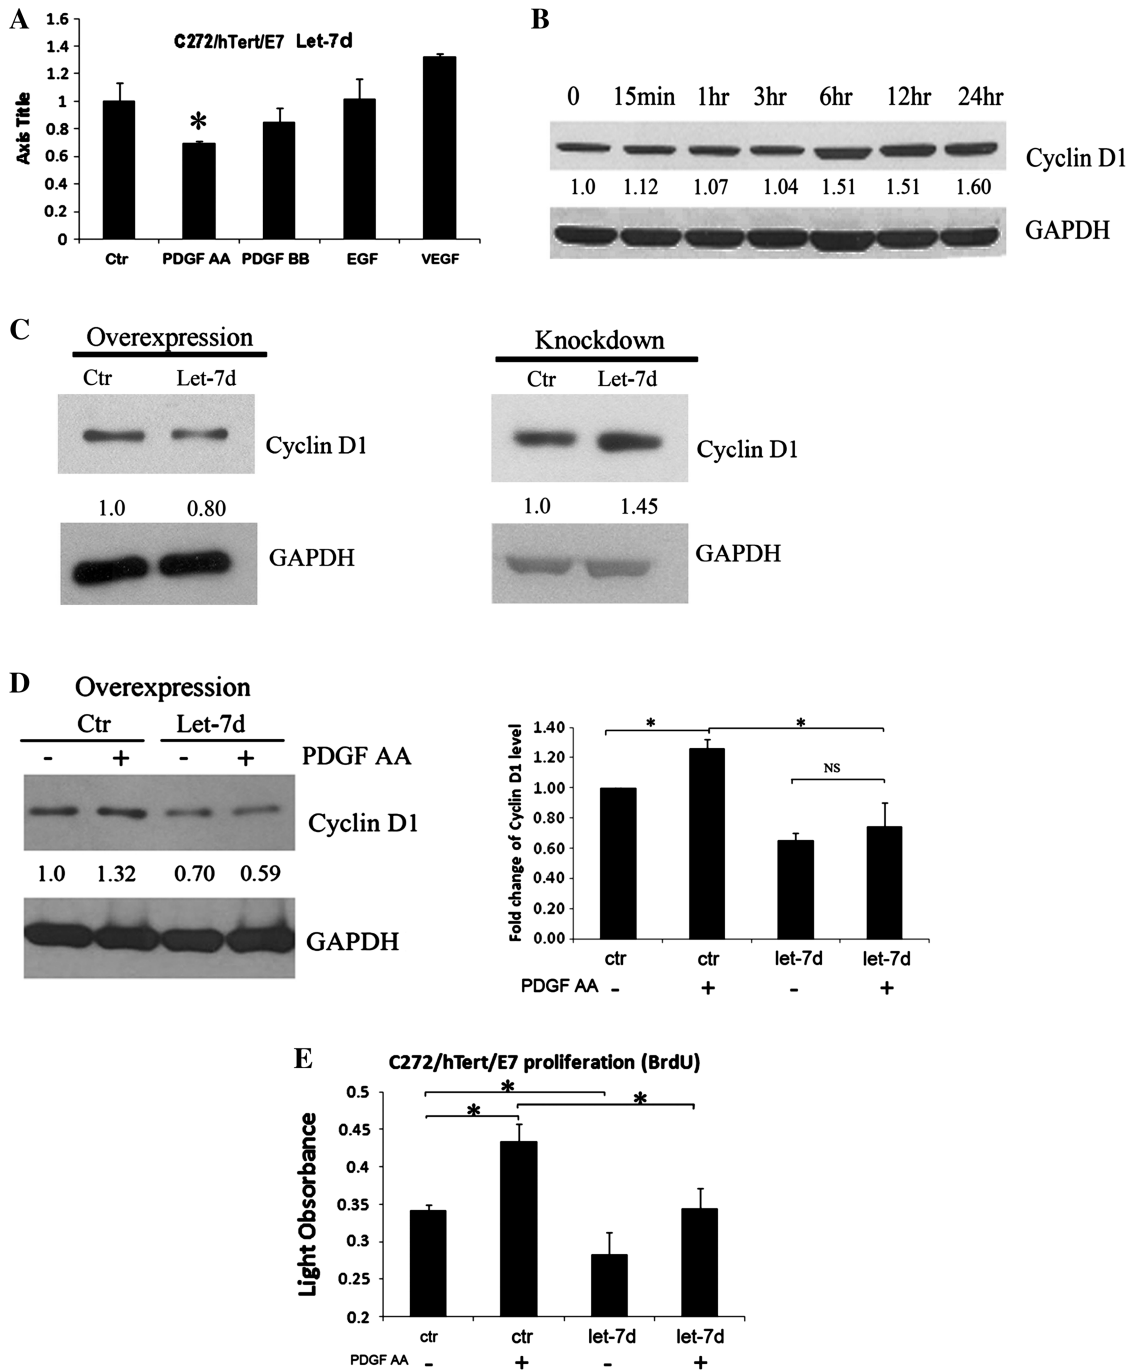 A
C272/hTert/E7 Let-7d
Axis Title
1.6
1.4
1.2
1
0.8
0.6
0.4
0.2
0
*
Ctr PDGF AA PDGF BB EGF VEGF
B
0 15min 1hr 3hr 6hr 12hr 24hr
Cyclin D1
1.0 1.12 1.07 1.04 1.51 1.51 1.60
GAPDH
C
Overexpression
Ctr Let-7d
Cyclin D1
1.0 0.80
GAPDH
Knockdown
Ctr Let-7d
Cyclin D1
1.0 1.45
GAPDH
D
Overexpression
Ctr Let-7d
- + - + PDGF AA
Cyclin D1
1.0 1.32 0.70 0.59
GAPDH
Fold change of Cyclin D1 level
1.40
1.20
1.00
0.80
0.60
0.40
0.20
0.00
* *
NS
ctr ctr let-7d let-7d
PDGF AA - + - +
E
C272/hTert/E7 proliferation (BrdU)
Light Obsorbance
0.5
0.45
0.4
0.35
0.3
0.25
0.2
*
* *
ctr ctr let-7d let-7d
PDGF AA - + - +